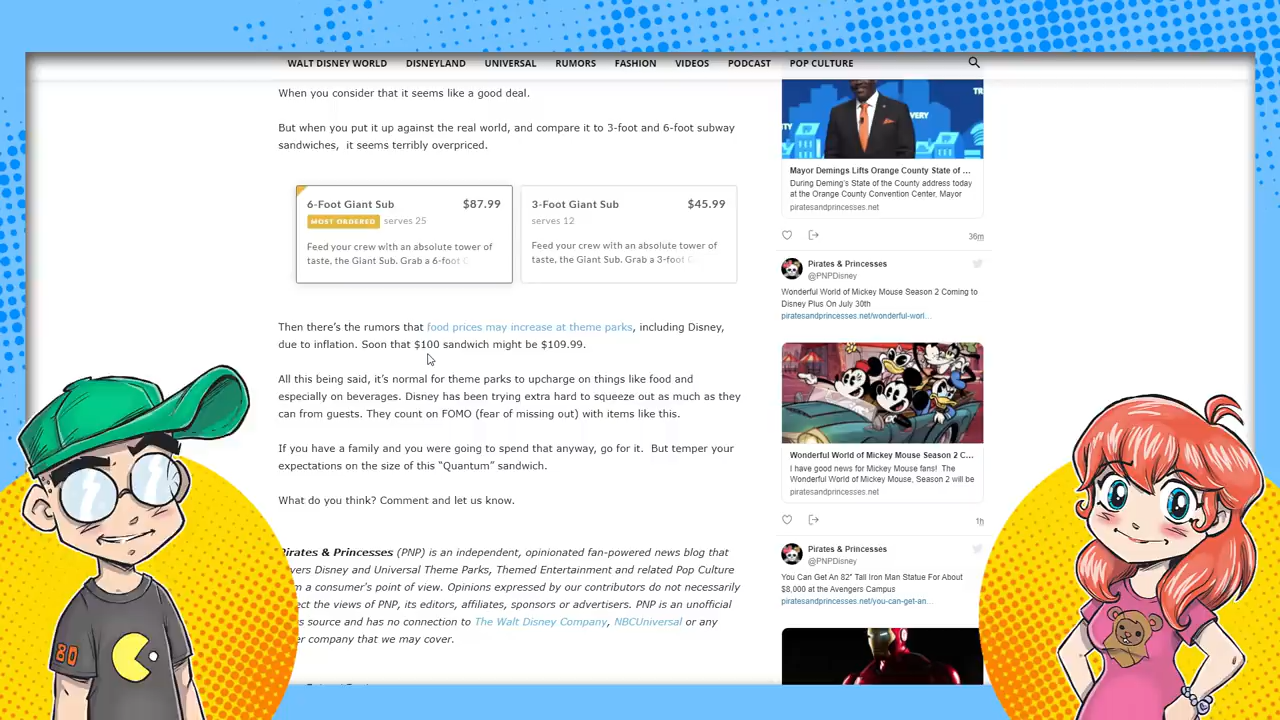 WALT DISNEY WORLD DISNEYLAND UNIVERSAL RUMORS FASHION VIDEOS PODCAST POP CULTURE
When you consider that it seems like a good deal.
But when you put it up against the real world, and compare it to 3-foot and 6-foot subway
sandwiches, it seems terribly overpriced.
6-Foot Giant Sub $87.99
MOST ORDERED serves 25
Feed your crew with an absolute tower of
taste, the Giant Sub. Grab a 6-foot
3-Foot Giant Sub $45.99
serves 12
Feed your crew with an absolute tower of
taste, the Giant Sub. Grab a 3-foot
Then there's the rumors that food prices may increase at theme parks, including Disney,
due to inflation. Soon that $100 sandwich might be $109.99.
All this being said, it's normal for theme parks to upcharge on things like food and
especially on beverages. Disney has been trying extra hard to squeeze out as much as they
can from guests. They count on FOMO (fear of missing out) with items like this.
If you have a family and you were going to spend that anyway, go for it. But temper your
expectations on the size of this "Quantum" sandwich.
What do you think? Comment and let us know.
Pirates & Princesses (PNP) is an independent, opinionated fan-powered news blog that
vers Disney and Universal Theme Parks, Themed Entertainment and related Pop Culture
m a consumer's point of view. Opinions expressed by our contributors do not necessarily
ect the views of PNP, its editors, affiliates, sponsors or advertisers. PNP is an unofficial
s source and has no connection to The Walt Disney Company, NBCUniversal or any
er company that we may cover.
Mayor Demings Lifts Orange County State of ...
During Deming's State of the County address today
at the Orange County Convention Center, Mayor
piratesandprincesses.net
36m
Pirates & Princesses
@PNPDisney
Wonderful World of Mickey Mouse Season 2 Coming to
Disney Plus On July 30th
piratesandprincesses.net/wonderful-worl...
Wonderful World of Mickey Mouse Season 2 C...
I have good news for Mickey Mouse fans! The
Wonderful World of Mickey Mouse, Season 2 will be
piratesandprincesses.net
1h
Pirates & Princesses
@PNPDisney
You Can Get An 82" Tall Iron Man Statue For About
$8,000 at the Avengers Campus
piratesandprincesses.net/you-can-get-an...
80